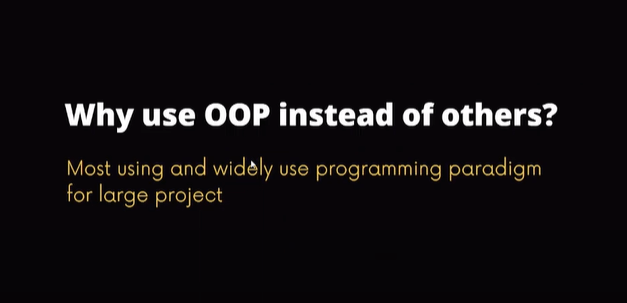 Why use OOP instead of others?
Most using and widely use programming paradigm
for large project